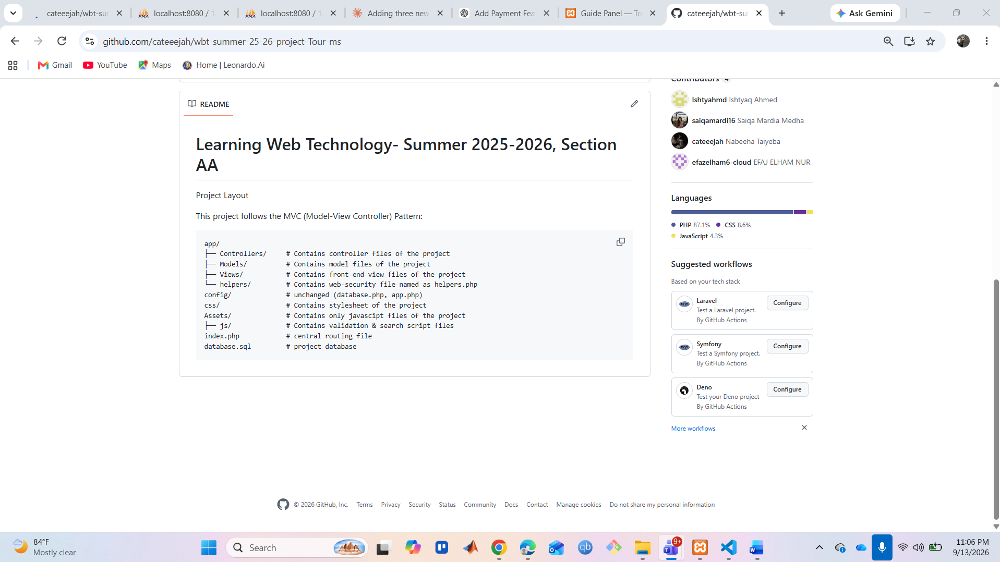 cateeejah/wbt-sur
localhost:8080 / 1
localhost:8080 / 1
Adding three new
Add Payment Fea
Guide Panel — To
cateeejah/wbt-su
Ask Gemini
github.com/cateeejah/wbt-summer-25-26-project-Tour-ms
Gmail
YouTube
Maps
Home | Leonardo.Ai
README
Learning Web Technology- Summer 2025-2026, Section
AA
Project Layout
This project follows the MVC (Model-View Controller) Pattern:
app/
├── Controllers/     # Contains controller files of the project
├── Models/          # Contains model files of the project
├── Views/           # Contains front-end view files of the project
└── helpers/         # Contains web-security file named as helpers.php
config/              # unchanged (database.php, app.php)
css/                 # Contains stylesheet of the project
Assets/              # Contains only javascipt files of the project
├── js/              # Contains validation & search script files
index.php            # central routing file
database.sql         # project database
Contributors 4
Ishtyahmd Ishtyaq Ahmed
saiqamardi16 Saiqa Mardia Medha
cateeejah Nabeeha Taiyeba
efazelham6-cloud EFAJ ELHAM NUR
Languages
PHP 87.1% CSS 8.6%
JavaScript 4.3%
Suggested workflows
Based on your tech stack
Laravel
Configure
Test a Laravel project.
By GitHub Actions
Symfony
Configure
Test a Symfony project.
By GitHub Actions
Deno
Configure
Test your Deno project
By GitHub Actions
More workflows
© 2026 GitHub, Inc. Terms Privacy Security Status Community Docs Contact Manage cookies Do not share my personal information
84°F
Mostly clear
Search
9+
11:06 PM
9/13/2026